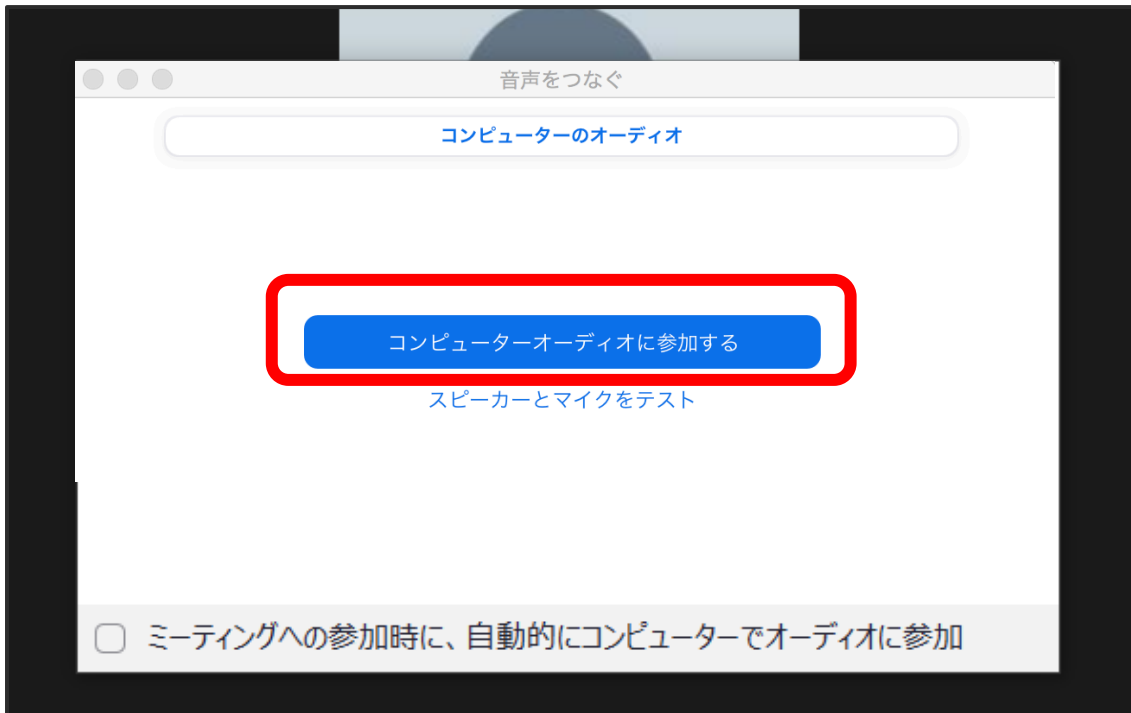 音声をつなぐ
コンピューターのオーディオ
コンピューターオーディオに参加する
スピーカーとマイクをテスト
ミーティングへの参加時に、自動的にコンピューターでオーディオに参加